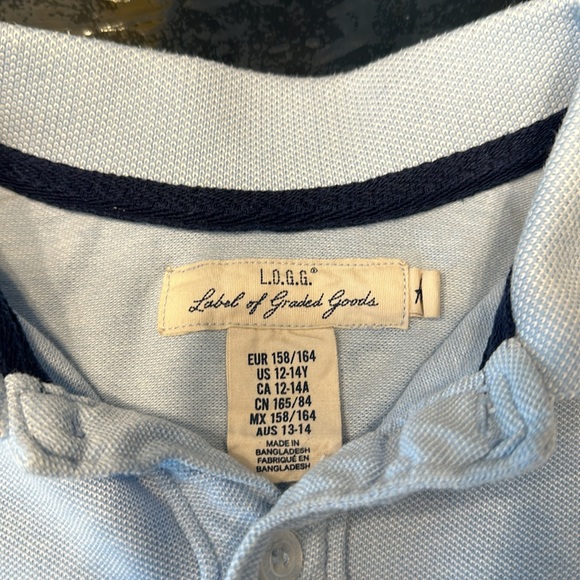 L.O.G.G.®
Label of Graded Goods
EUR 158/164
US 12-14Y
CA 12-14A
CN 165/84
MX 158/164
AUS 13-14
MADE IN
BANGLADESH
FABRIQUÉ EN
BANGLADESH